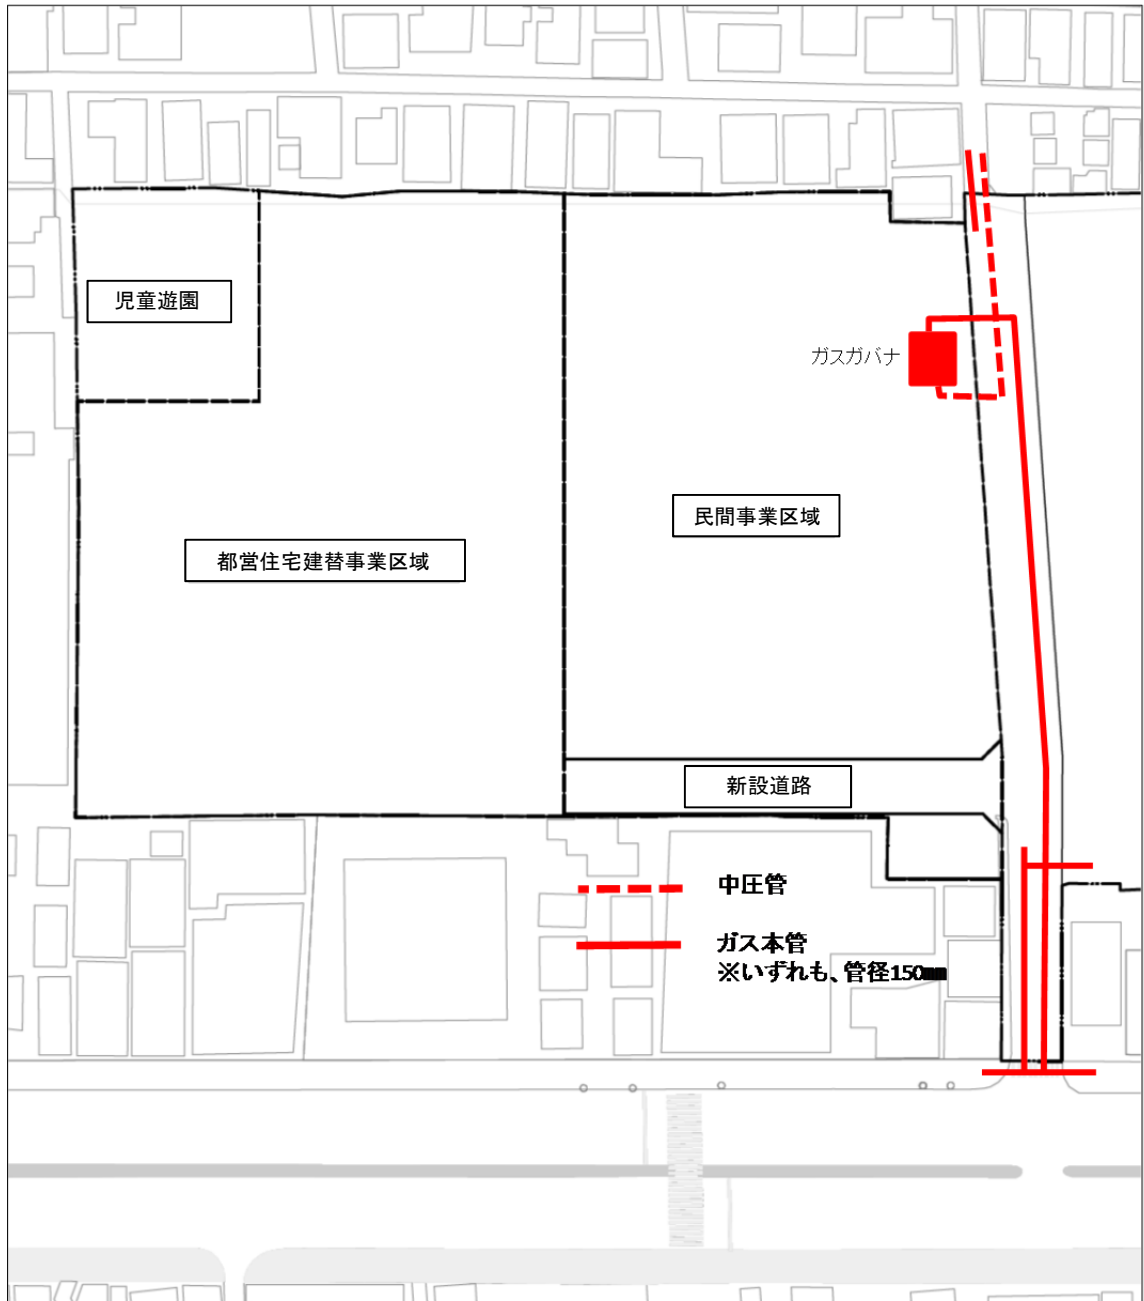 児童遊園
ガスガバナ
民間事業区域
都営住宅建替事業区域
新設道路
中圧管
ガス本管
※いずれも、管径150mm